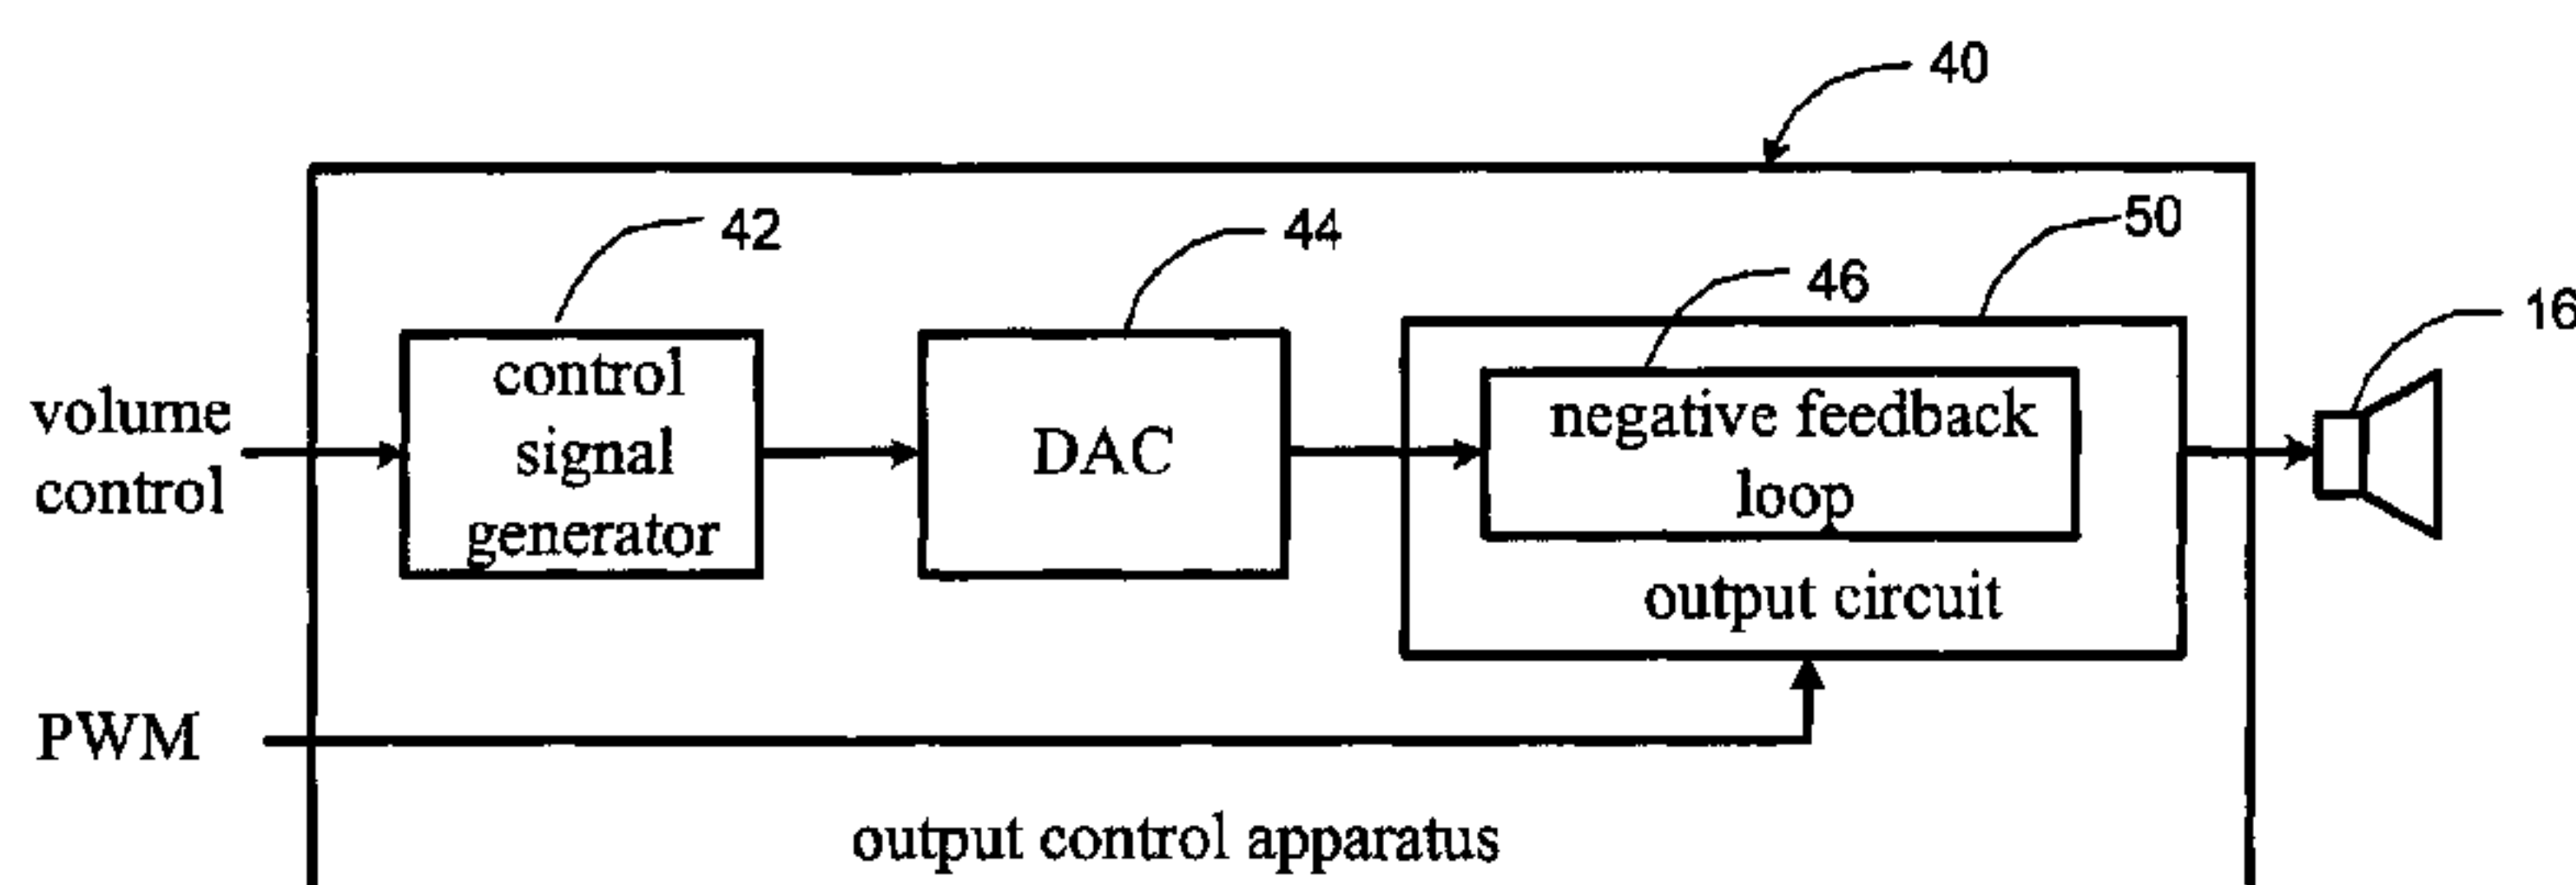 40
42
44
50
46
16
control
signal
generator
DAC
negative feedback
loop
output circuit
volume
control
PWM
output control apparatus